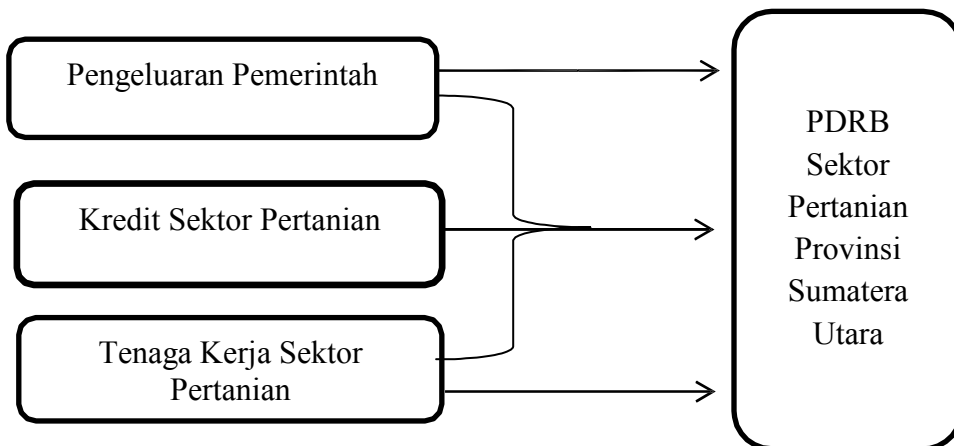 Pengeluaran Pemerintah
Kredit Sektor Pertanian
Tenaga Kerja Sektor
Pertanian
PDRB
Sektor
Pertanian
Provinsi
Sumatera
Utara